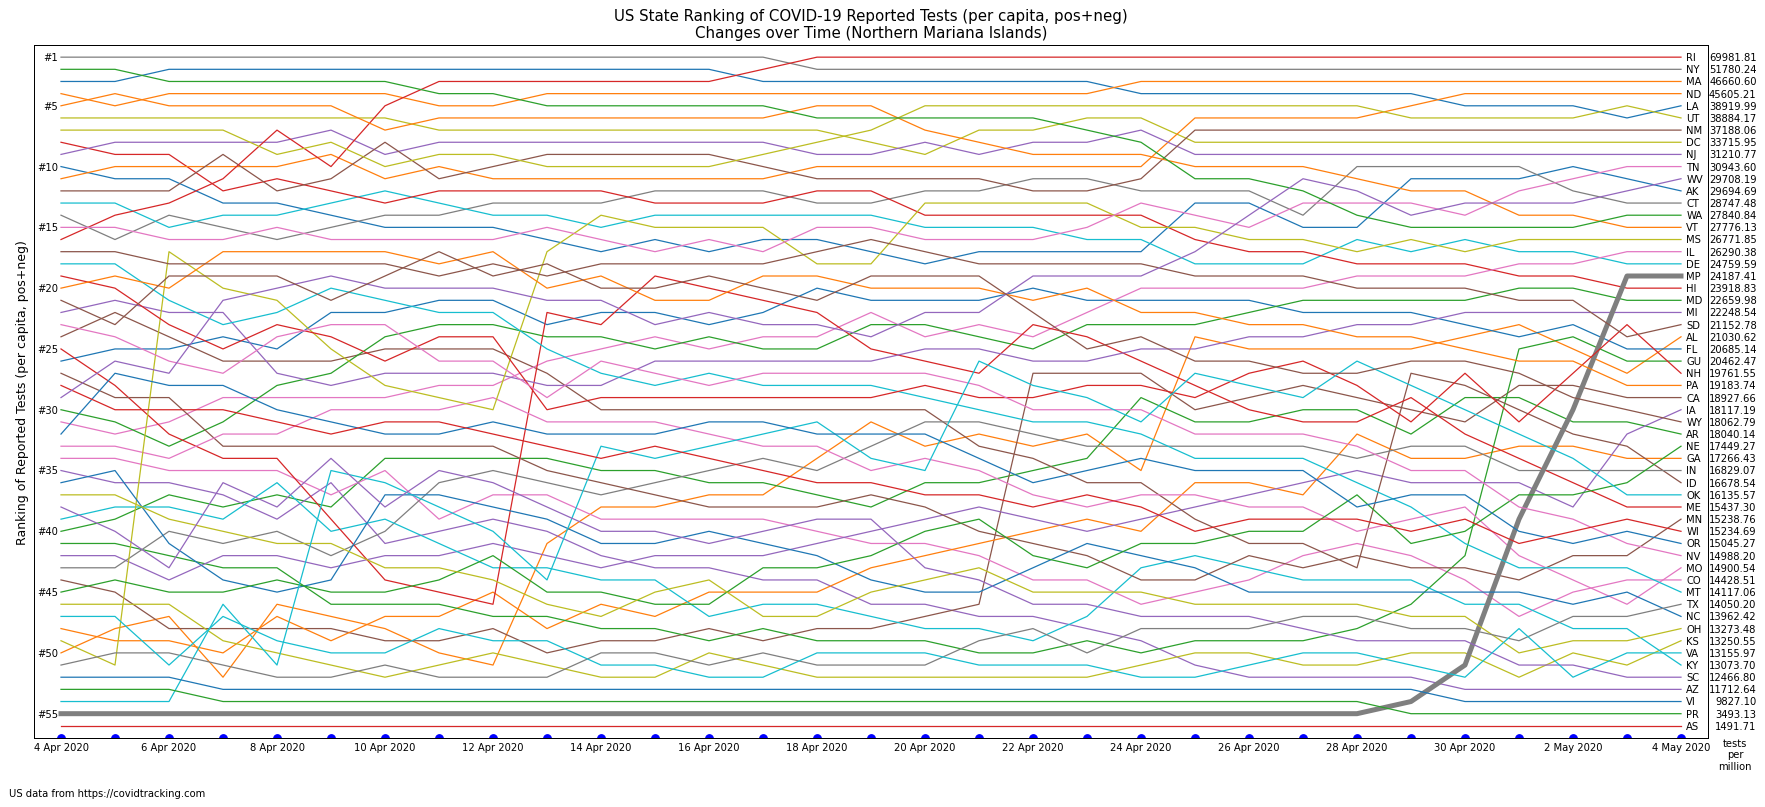 US State Ranking of COVID-19 Reported Tests (per capita, pos+neg)
Changes over Time (Northern Mariana Islands)
Ranking of Reported Tests (per capita, pos+neg)
#1
#5
#10
#15
#20
#25
#30
#35
#40
#45
#50
#55
RI 69981.81
NY 51780.24
MA 46660.60
ND 45605.21
LA 38919.99
UT 38884.17
NM 37188.06
DC 33715.95
NJ 31210.77
TN 30943.60
WV 29708.19
AK 29694.69
CT 28747.48
WA 27840.84
VT 27776.13
MS 26771.85
IL 26290.38
DE 24759.59
MP 24187.41
HI 23918.83
MD 22659.98
MI 22248.54
SD 21152.78
AL 21030.62
FL 20685.14
GU 20462.47
NH 19761.55
PA 19183.74
CA 18927.66
IA 18117.19
WY 18062.79
AR 18040.14
NE 17449.27
GA 17266.43
IN 16829.07
ID 16678.54
OK 16135.57
ME 15437.30
MN 15238.76
WI 15234.69
OR 15045.27
NV 14988.20
MO 14900.54
CO 14428.51
MT 14117.06
TX 14050.20
NC 13962.42
OH 13273.48
KS 13250.55
VA 13155.97
KY 13073.70
SC 12466.80
AZ 11712.64
VI 9827.10
PR 3493.13
AS 1491.71
4 Apr 2020 6 Apr 2020 8 Apr 2020 10 Apr 2020 12 Apr 2020 14 Apr 2020 16 Apr 2020 18 Apr 2020 20 Apr 2020 22 Apr 2020 24 Apr 2020 26 Apr 2020 28 Apr 2020 30 Apr 2020 2 May 2020 4 May 2020
tests
per
million
US data from https://covidtracking.com